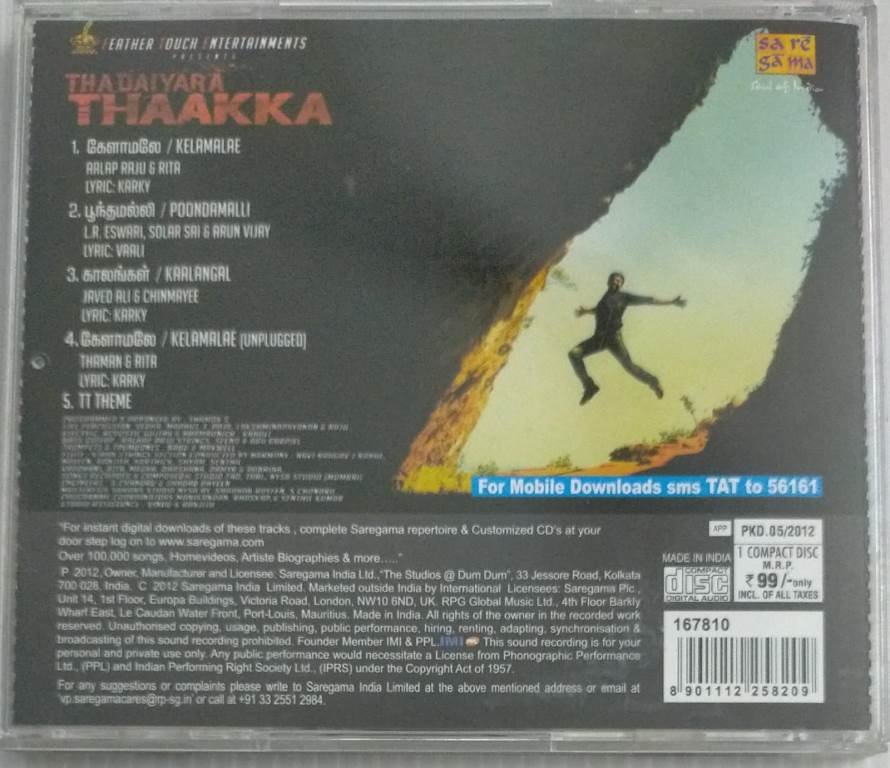 FEATHER TOUCH ENTERTAINMENTS
PRESENTS
THADAIYARA
THAAKKA
sa rē
gā ma
Soul of India
1. கேளாமலே / KELAMALAE
AALAP RAJU & RITA
LYRIC: KARKY
2. பூந்தமல்லி / POONDAMALLI
L.R. ESWARI, SOLAR SAI & ARUN VIJAY
LYRIC: VAALI
3. காலங்கள் / KAALANGAL
JAVED ALI & CHINMAYEE
LYRIC: KARKY
4. கேளாமலே / KELAMALAE (UNPLUGGED)
THAMAN & RITA
LYRIC: KARKY
5. TT THEME
For Mobile Downloads sms TAT to 56161
"For instant digital downloads of these tracks , complete Saregama repertoire & Customized CD's at your
door step log on to www.saregama.com
Over 100,000 songs, Homevideos, Artiste Biographies & more....."
P 2012, Owner, Manufacturer and Licensee: Saregama India Ltd.,"The Studios @ Dum Dum", 33 Jessore Road, Kolkata
700 028, India. C 2012 Saregama India Limited. Marketed outside India by International Licensees: Saregama Plc.,
Unit 14, 1st Floor, Europa Buildings, Victoria Road, London, NW10 6ND, UK. RPG Global Music Ltd., 4th Floor Barkly
Wharf East, Le Caudan Water Front, Port-Louis, Mauritius. Made in India. All rights of the owner in the recorded work
reserved. Unauthorised copying, usage, publishing, public performance, hiring, renting, adapting, synchronisation &
broadcasting of this sound recording prohibited. Founder Member IMI & PPL. IMI This sound recording is for your
personal and private use only. Any public performance would necessitate a License from Phonographic Performance
Ltd., (PPL) and Indian Performing Right Society Ltd., (IPRS) under the Copyright Act of 1957.
For any suggestions or complaints please write to Saregama India Limited at the above mentioned address or email at
'vp.saregamacares@rp-sg.in' or call at +91 33 2551 2984.
APP
PKD.05/2012
MADE IN INDIA
COMPACT
disc
DIGITAL AUDIO
1 COMPACT DISC
M.R.P.
₹ 99/-only
INCL. OF ALL TAXES
167810
8 901112 258209